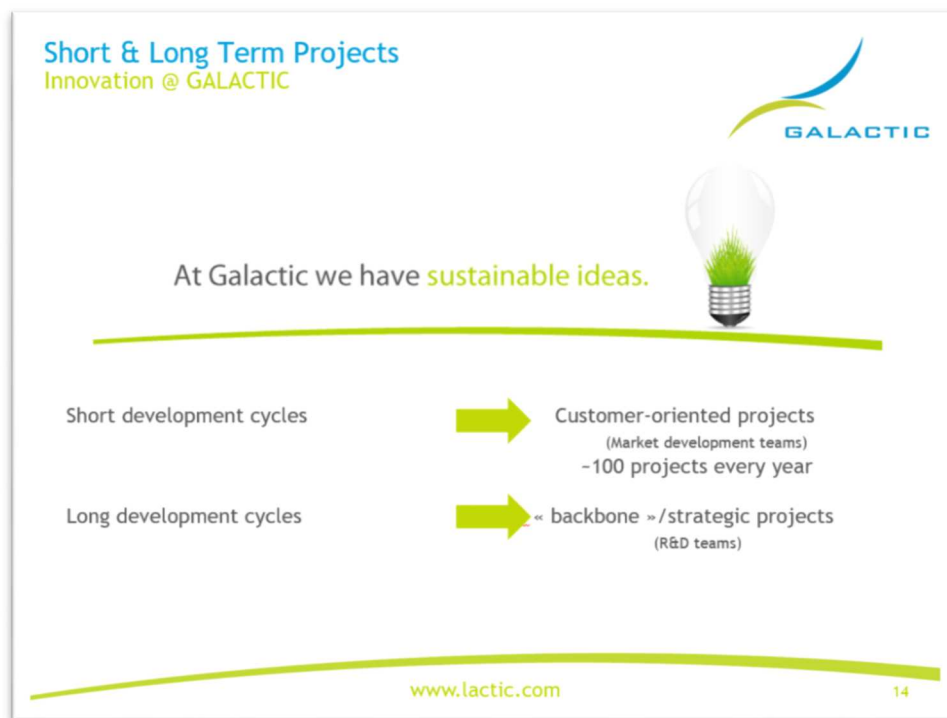 Short & Long Term Projects
Innovation @ GALACTIC
GALACTIC
At Galactic we have sustainable ideas.
Short development cycles
Customer-oriented projects
(Market development teams)
~100 projects every year
Long development cycles
« backbone »/strategic projects
(R&D teams)
www.lactic.com
14